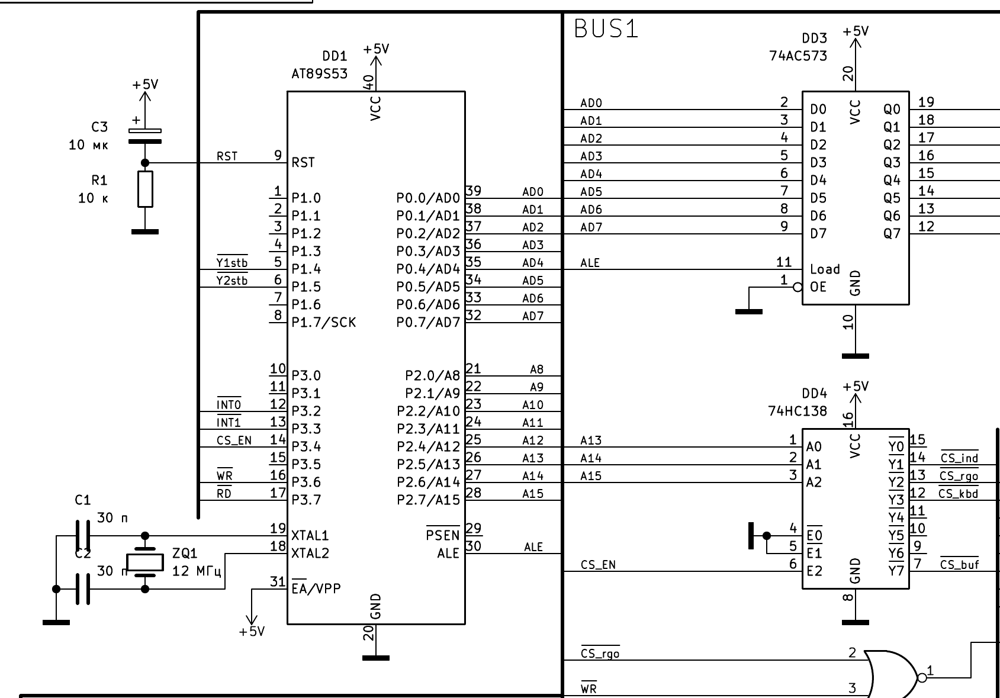 BUS1
+5V
C3
+
10 мк
R1
10 к
RST
DD1
AT89S53
+5V
40
VCC
9 RST
1 P1.0
2 P1.1
3 P1.2
4 P1.3
Y1stb 5 P1.4
Y2stb 6 P1.5
7 P1.6
8 P1.7/SCK
10 P3.0
11 P3.1
INT0 12 P3.2
INT1 13 P3.3
CS_EN 14 P3.4
15 P3.5
WR 16 P3.6
RD 17 P3.7
19 XTAL1
18 XTAL2
31 EA/VPP
+5V
C1
30 п
C2
30 п
ZQ1
12 МГц
P0.0/AD0 39 AD0
P0.1/AD1 38 AD1
P0.2/AD2 37 AD2
P0.3/AD3 36 AD3
P0.4/AD4 35 AD4
P0.5/AD5 34 AD5
P0.6/AD6 33 AD6
P0.7/AD7 32 AD7
P2.0/A8 21 A8
P2.1/A9 22 A9
P2.2/A10 23 A10
P2.3/A11 24 A11
P2.4/A12 25 A12
P2.5/A13 26 A13
P2.6/A14 27 A14
P2.7/A15 28 A15
PSEN 29
ALE 30 ALE
GND
20
DD3
74AC573
+5V
20
VCC
AD0 2 D0 Q0 19
AD1 3 D1 Q1 18
AD2 4 D2 Q2 17
AD3 5 D3 Q3 16
AD4 6 D4 Q4 15
AD5 7 D5 Q5 14
AD6 8 D6 Q6 13
AD7 9 D7 Q7 12
ALE 11 Load
1 OE
GND
10
DD4
74HC138
+5V
16
VCC
A13 1 A0 Y0 15
A14 2 A1 Y1 14 CS_ind
A15 3 A2 Y2 13 CS_rgo
Y3 12 CS_kbd
Y4 11
4 E0 Y5 10
5 E1 Y6 9
CS_EN 6 E2 Y7 7 CS_buf
GND
8
CS_rgo 2
1
WR 3